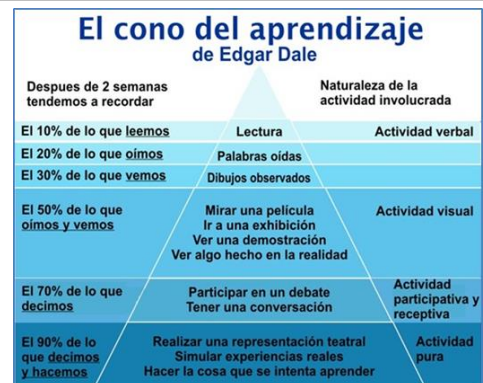 El cono del aprendizaje
de Edgar Dale
Despues de 2 semanas
tendemos a recordar
Naturaleza de la
actividad involucrada
El 10% de lo que leemos
Lectura
Actividad verbal
El 20% de lo que oímos
Palabras oídas
El 30% de lo que vemos
Dibujos observados
El 50% de lo que
oímos y vemos
Mirar una película
Ir a una exhibición
Ver una demostración
Ver algo hecho en la realidad
Actividad visual
El 70% de lo que
decimos
Participar en un debate
Tener una conversación
Actividad
participativa y
receptiva
El 90% de lo
que decimos
y hacemos
Realizar una representación teatral
Simular experiencias reales
Hacer la cosa que se intenta aprender
Actividad
pura